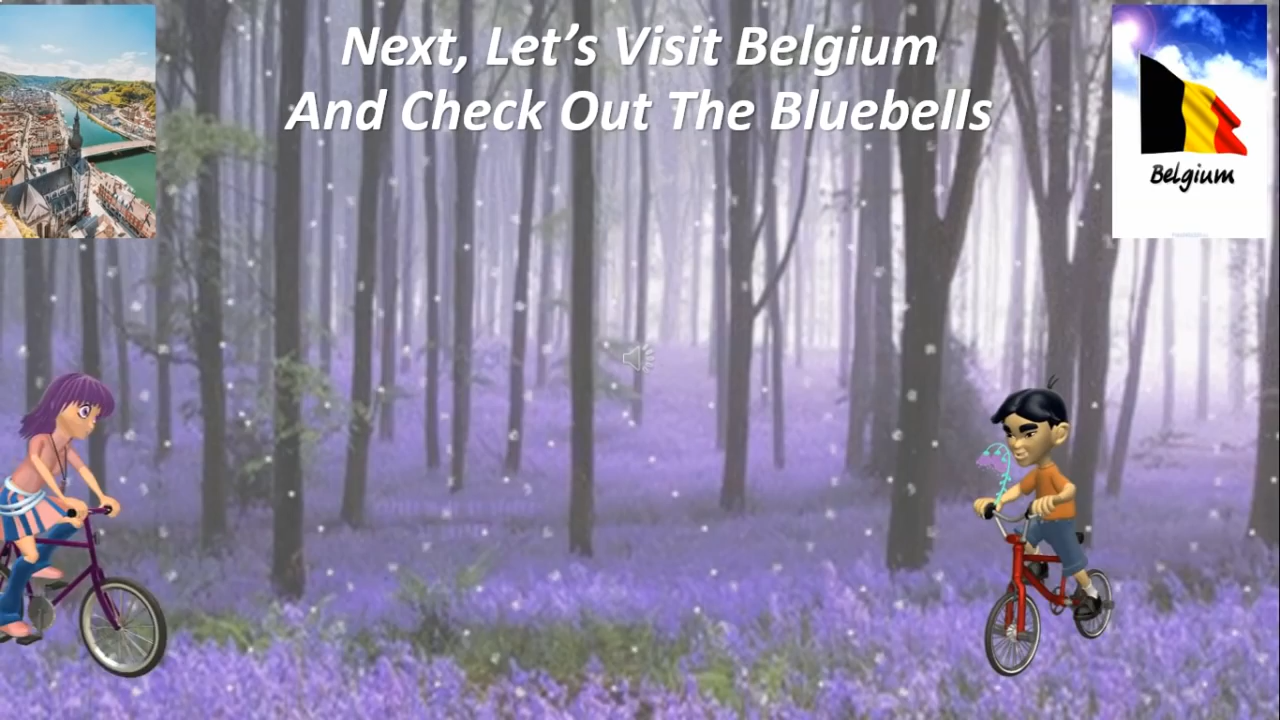 Next, Let’s Visit Belgium
And Check Out The Bluebells
Belgium